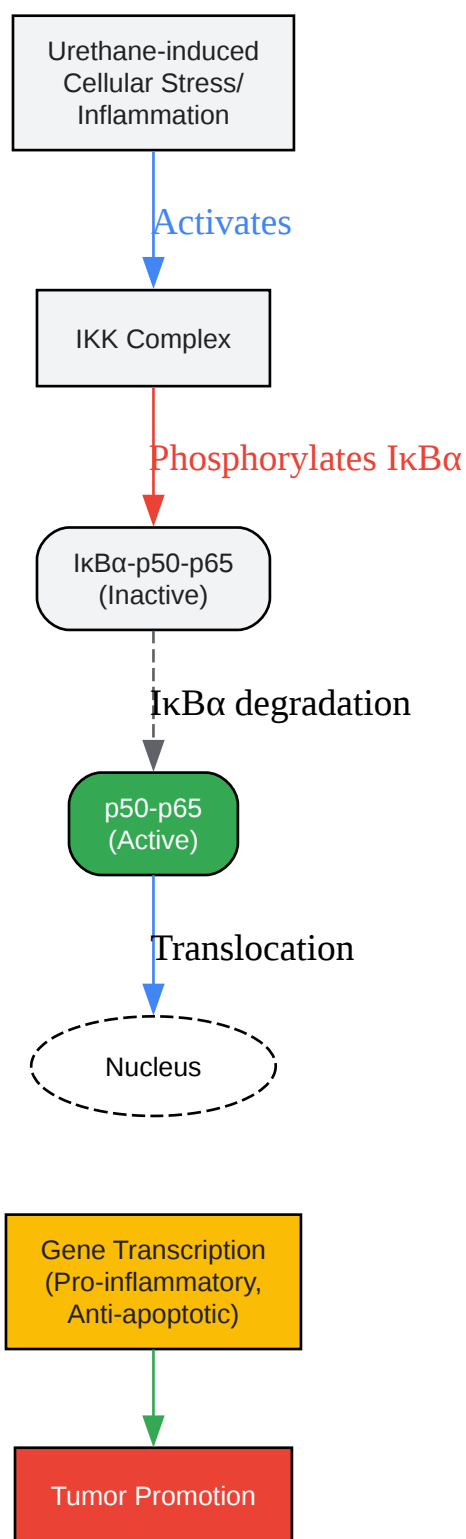 Urethane-induced
Cellular Stress/
Inflammation
Activates
IKK Complex
Phosphorylates IκBα
IκBα-p50-p65
(Inactive)
IκBα degradation
p50-p65
(Active)
Translocation
Nucleus
Gene Transcription
(Pro-inflammatory,
Anti-apoptotic)
Tumor Promotion